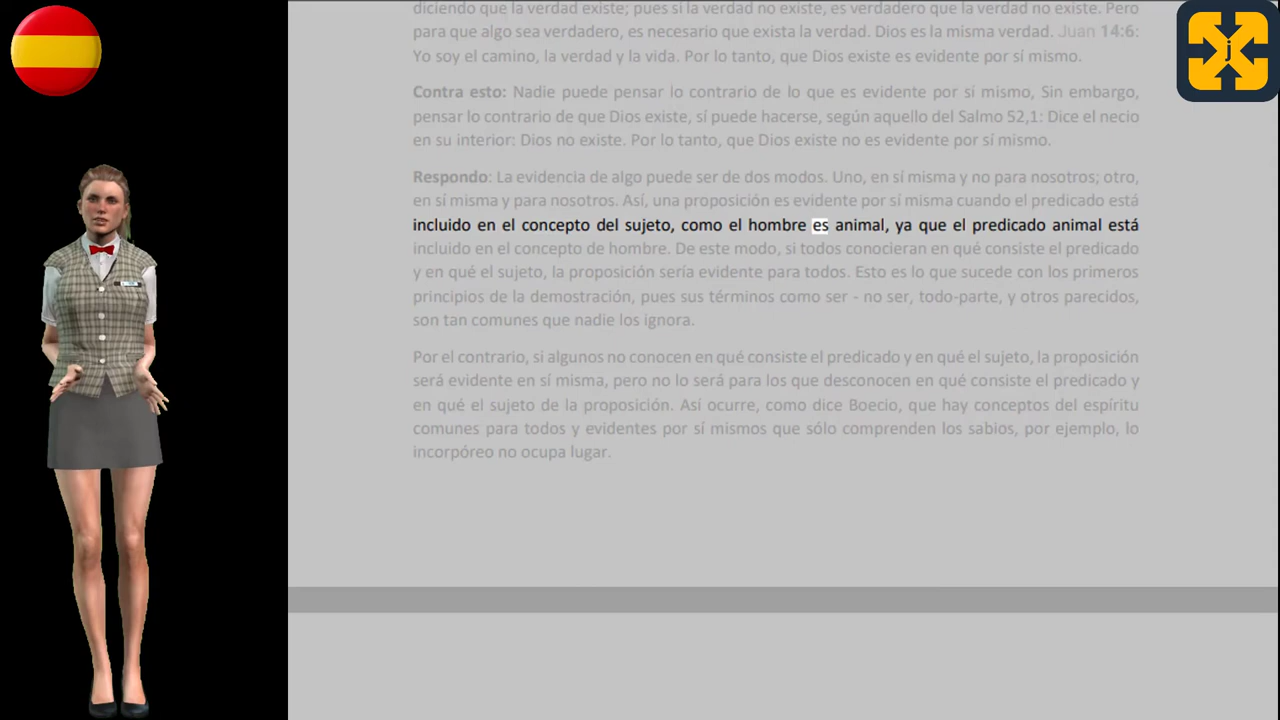 diciendo que la verdad existe; pues si la verdad no existe, es verdadero que la verdad no existe. Pero
para que algo sea verdadero, es necesario que exista la verdad. Dios es la misma verdad. Juan 14:6:
Yo soy el camino, la verdad y la vida. Por lo tanto, que Dios existe es evidente por sí mismo.
Contra esto: Nadie puede pensar lo contrario de lo que es evidente por sí mismo, Sin embargo,
pensar lo contrario de que Dios existe, sí puede hacerse, según aquello del Salmo 52,1: Dice el necio
en su interior: Dios no existe. Por lo tanto, que Dios existe no es evidente por sí mismo.
Respondo: La evidencia de algo puede ser de dos modos. Uno, en sí misma y no para nosotros; otro,
en sí misma y para nosotros. Así, una proposición es evidente por sí misma cuando el predicado está
incluido en el concepto del sujeto, como el hombre es animal, ya que el predicado animal está
incluido en el concepto de hombre. De este modo, si todos conocieran en qué consiste el predicado
y en qué el sujeto, la proposición sería evidente para todos. Esto es lo que sucede con los primeros
principios de la demostración, pues sus términos como ser - no ser, todo-parte, y otros parecidos,
son tan comunes que nadie los ignora.
Por el contrario, si algunos no conocen en qué consiste el predicado y en qué el sujeto, la proposición
será evidente en sí misma, pero no lo será para los que desconocen en qué consiste el predicado y
en qué el sujeto de la proposición. Así ocurre, como dice Boecio, que hay conceptos del espíritu
comunes para todos y evidentes por sí mismos que sólo comprenden los sabios, por ejemplo, lo
incorpóreo no ocupa lugar.
j